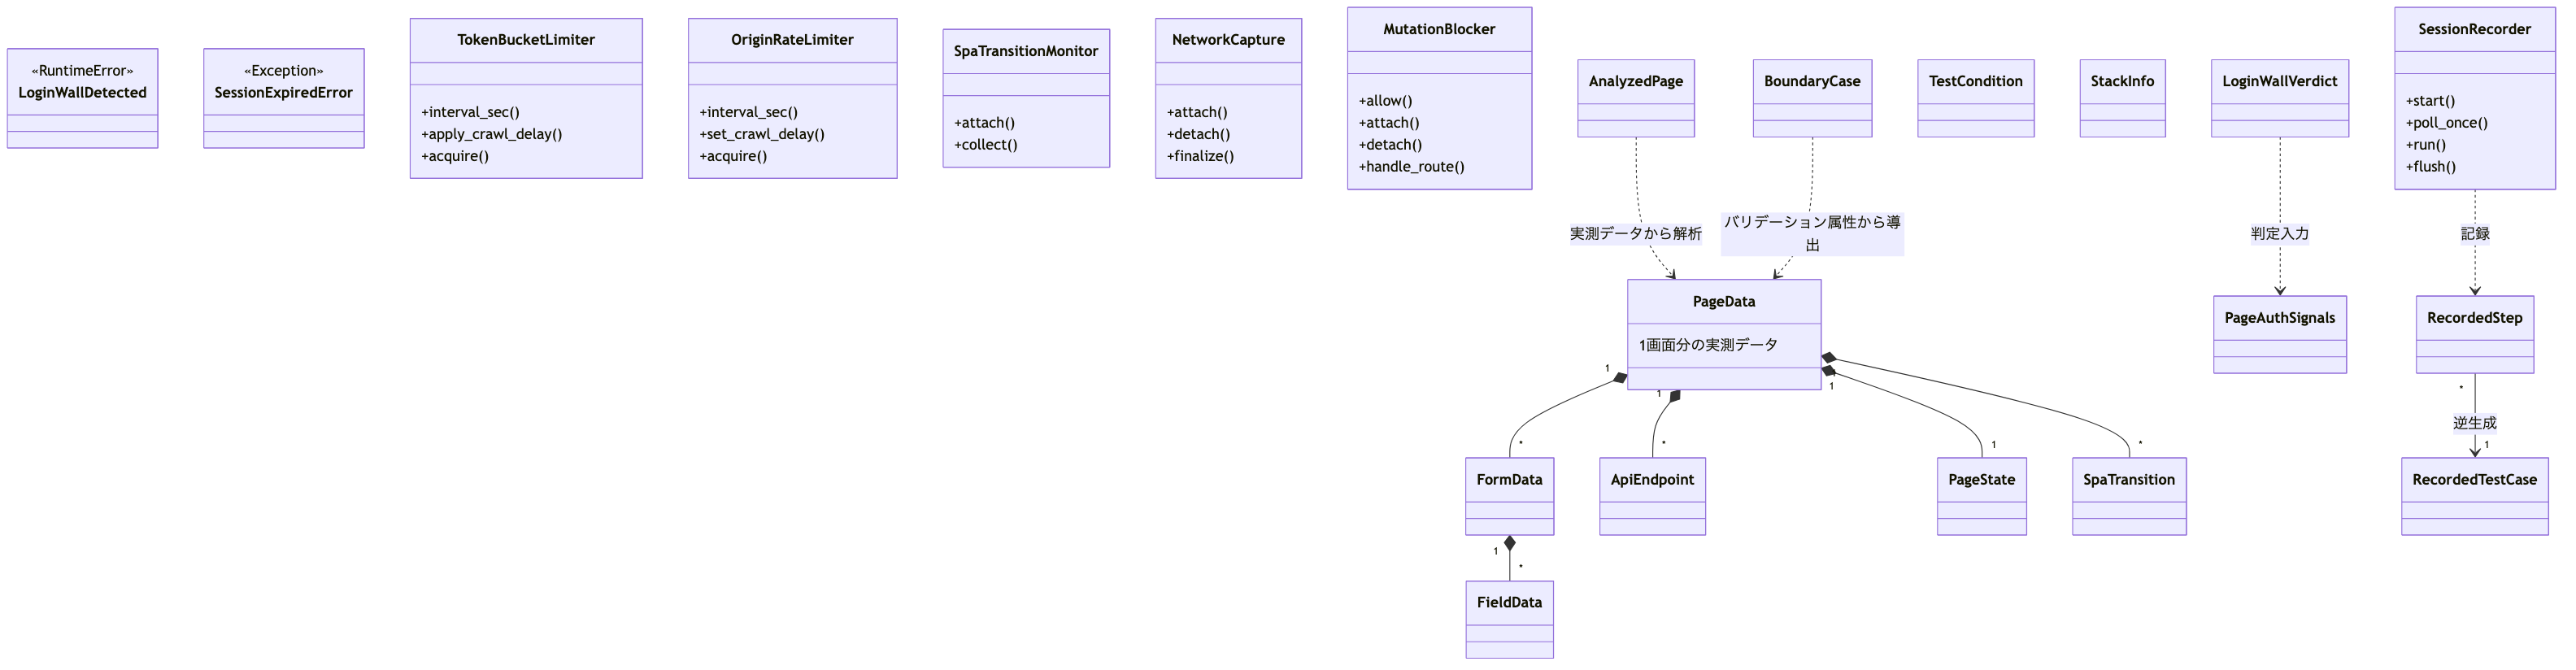 «RuntimeError»
LoginWallDetected
«Exception»
SessionExpiredError
TokenBucketLimiter
+interval_sec()
+apply_crawl_delay()
+acquire()
OriginRateLimiter
+interval_sec()
+set_crawl_delay()
+acquire()
SpaTransitionMonitor
+attach()
+collect()
NetworkCapture
+attach()
+detach()
+finalize()
MutationBlocker
+allow()
+attach()
+detach()
+handle_route()
AnalyzedPage
BoundaryCase
TestCondition
StackInfo
LoginWallVerdict
SessionRecorder
+start()
+poll_once()
+run()
+flush()
実測データから解析
バリデーション属性から導
出
判定入力
記録
PageData
1画面分の実測データ
PageAuthSignals
RecordedStep
1
1
1
1
*
*
1
*
*
逆生成
1
FormData
ApiEndpoint
PageState
SpaTransition
RecordedTestCase
1
*
FieldData